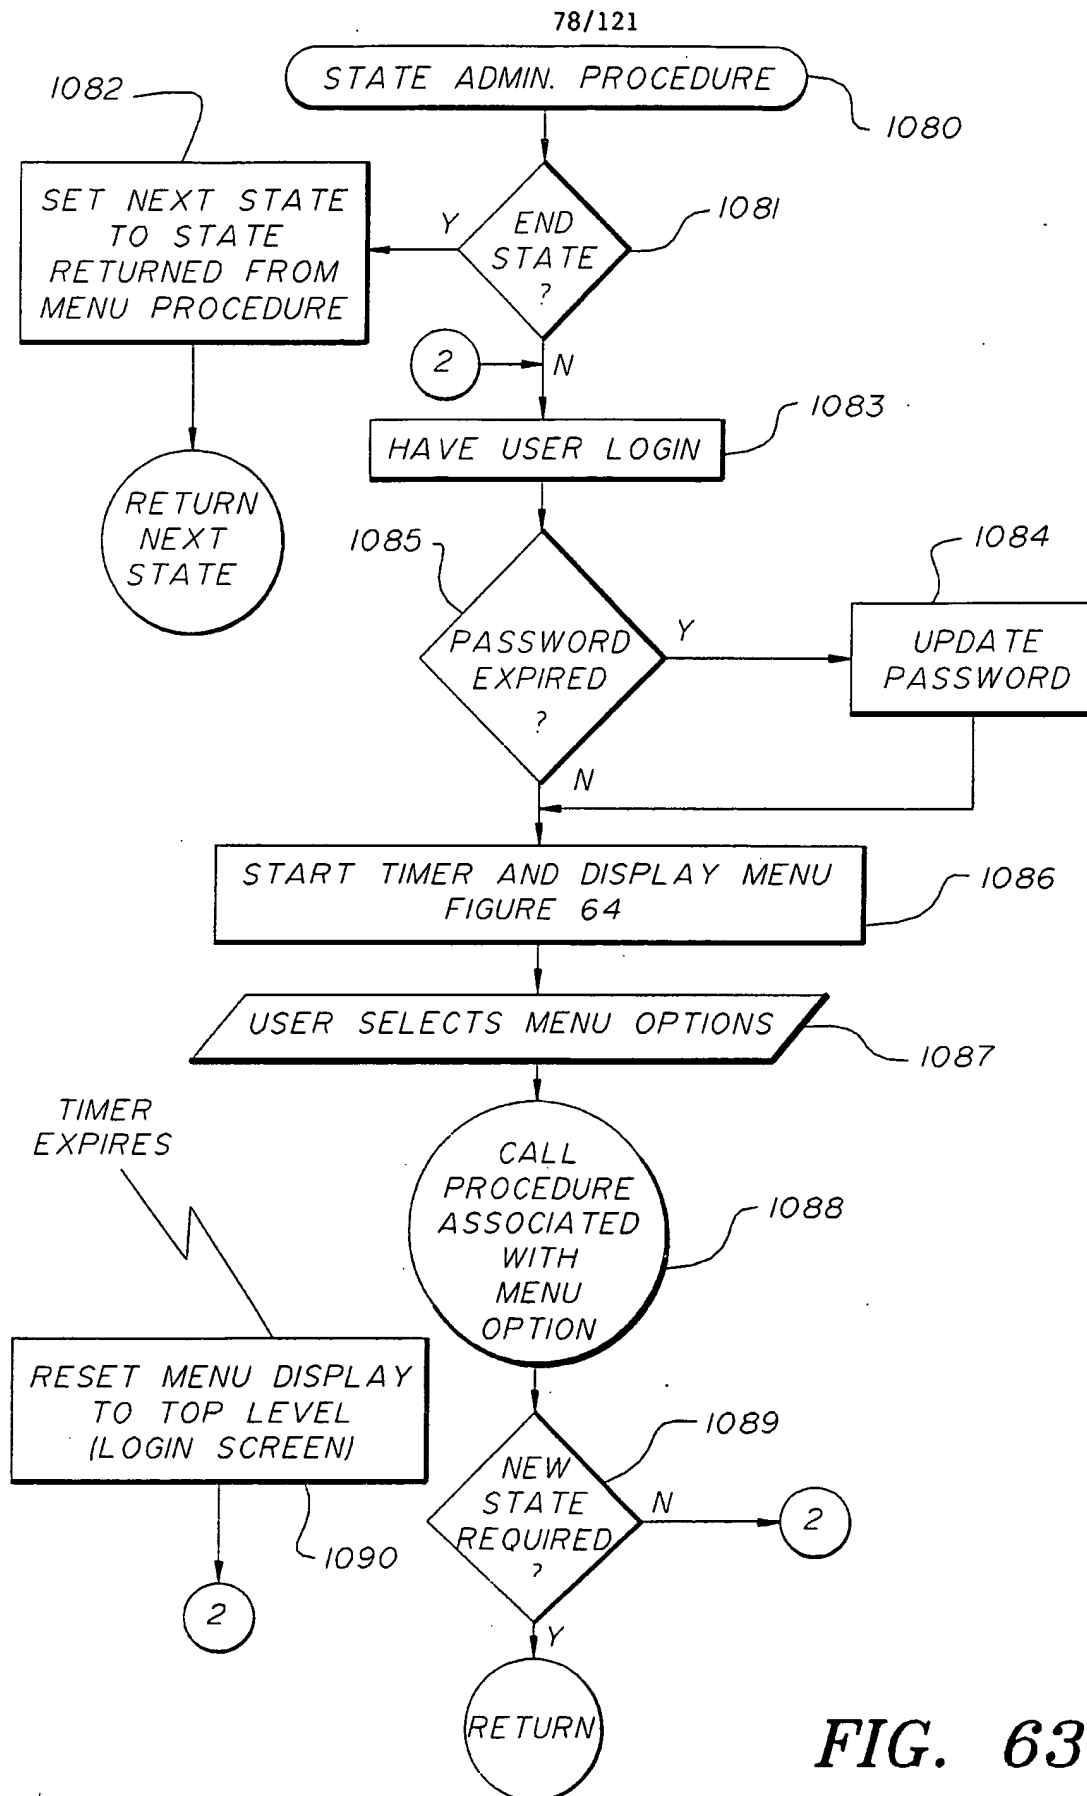 78/121
STATE ADMIN. PROCEDURE
1080
1082
SET NEXT STATE
TO STATE
RETURNED FROM
MENU PROCEDURE
Y
END
STATE
?
1081
2
N
RETURN
NEXT
STATE
HAVE USER LOGIN
1083
1085
PASSWORD
EXPIRED
?
Y
1084
UPDATE
PASSWORD
N
START TIMER AND DISPLAY MENU
FIGURE 64
1086
USER SELECTS MENU OPTIONS
1087
TIMER
EXPIRES
CALL
PROCEDURE
ASSOCIATED
WITH
MENU
OPTION
1088
RESET MENU DISPLAY
TO TOP LEVEL
(LOGIN SCREEN)
1090
2
NEW
STATE
REQUIRED
?
1089
N
2
Y
RETURN
FIG. 63